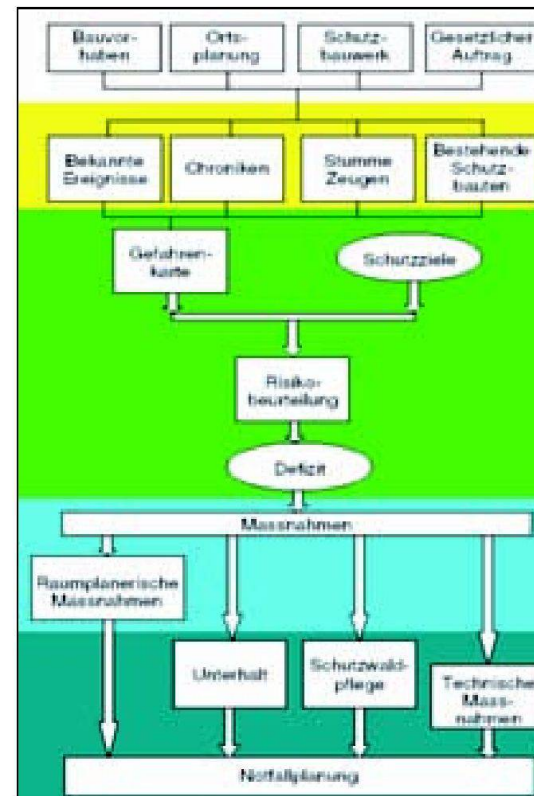 Bauvor-
haben
Orts-
planung
Schutz-
bauwerk
Gesetzlicher
Auftrag
Bekannte
Ereignisse
Chroniken
Stumme
Zeugen
Bestehende
Schutz-
bauten
Gefahren-
karte
Schutzziele
Risiko-
beurteilung
Defizit
Massnahmen
Raumplanerische
Massnahmen
Unterhalt
Schutzwald-
pflege
Technische
Mass-
nahmen
Notfallplanung